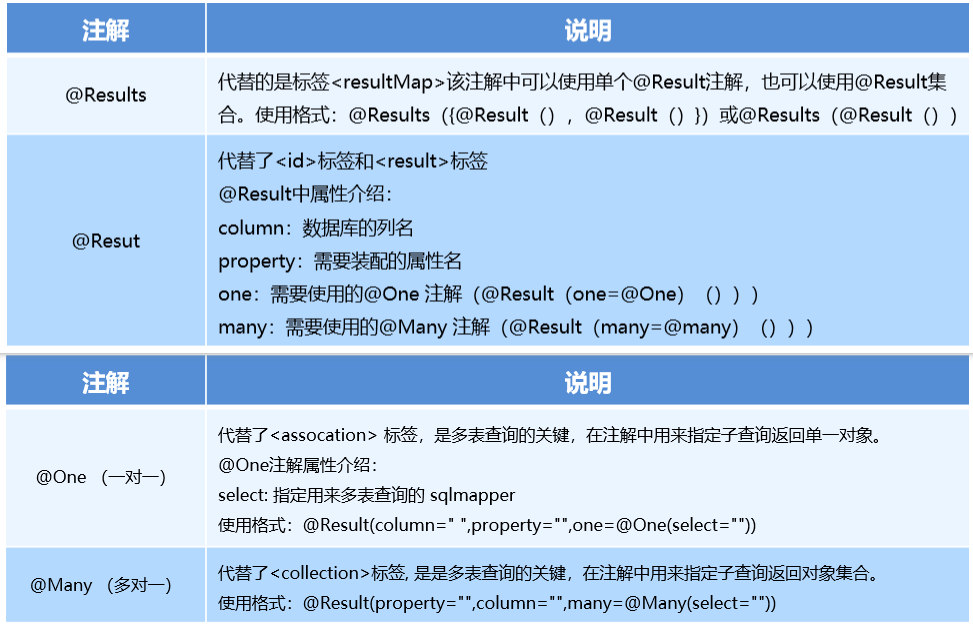 注解 说明
@Results
代替的是标签<resultMap>该注解中可以使用单个@Result注解，也可以使用@Result集
合。使用格式：@Results（{@Result（），@Result（）}）或@Results（@Result（））
@Resut
代替了<id>标签和<result>标签
@Result中属性介绍：
column：数据库的列名
property：需要装配的属性名
one：需要使用的@One 注解（@Result（one=@One）（）））
many：需要使用的@Many 注解（@Result（many=@many）（）））
注解 说明
@One （一对一）
代替了<assocation> 标签，是多表查询的关键，在注解中用来指定子查询返回单一对象。
@One注解属性介绍：
select: 指定用来多表查询的 sqlmapper
使用格式：@Result(column=" ",property="",one=@One(select=""))
@Many （多对一）
代替了<collection>标签, 是是多表查询的关键，在注解中用来指定子查询返回对象集合。
使用格式：@Result(property="",column="",many=@Many(select=""))